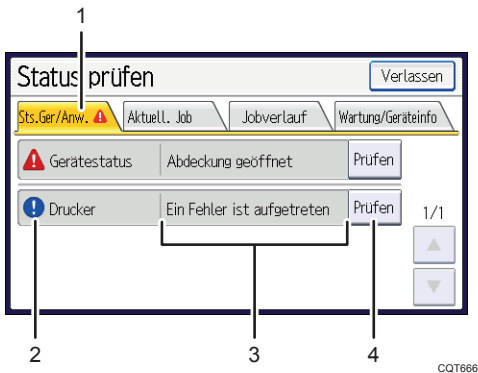 1
Status prüfen
Verlassen
Sts.Ger/Anw.
Aktuell. Job
Jobverlauf
Wartung/Geräteinfo
Gerätestatus
Abdeckung geöffnet
Prüfen
Drucker
Ein Fehler ist aufgetreten
Prüfen
1/1
2
3
4
CQT666